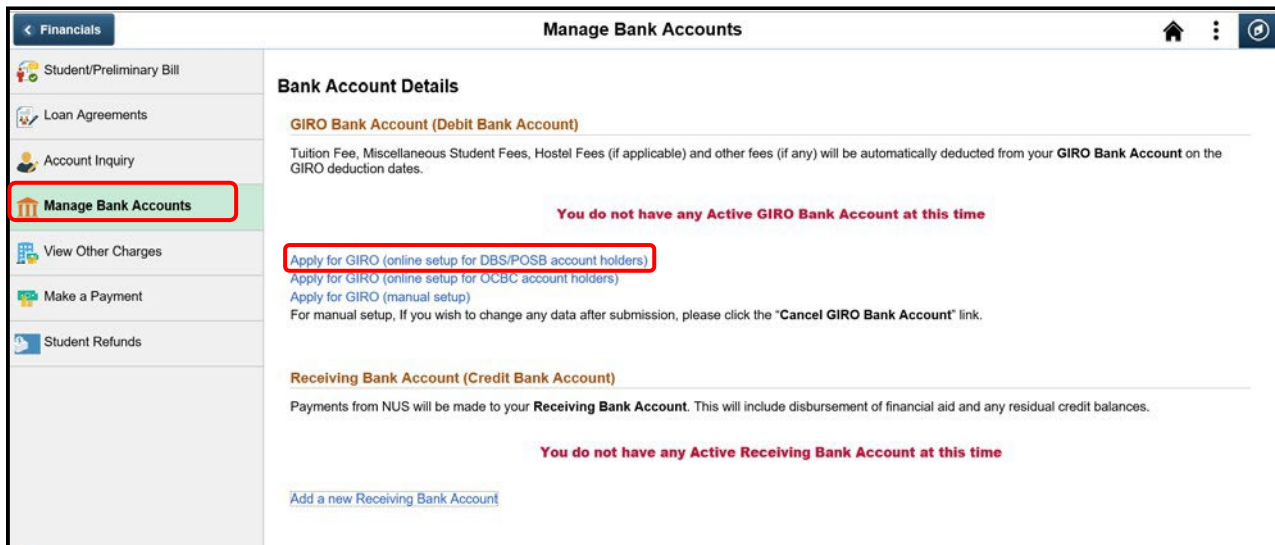 Financials
Manage Bank Accounts
Student/Preliminary Bill
Loan Agreements
Account Inquiry
Manage Bank Accounts
View Other Charges
Make a Payment
Student Refunds
Bank Account Details
GIRO Bank Account (Debit Bank Account)
Tuition Fee, Miscellaneous Student Fees, Hostel Fees (if applicable) and other fees (if any) will be automatically deducted from your GIRO Bank Account on the
GIRO deduction dates.
You do not have any Active GIRO Bank Account at this time
Apply for GIRO (online setup for DBS/POSB account holders)
Apply for GIRO (online setup for OCBC account holders)
Apply for GIRO (manual setup)
For manual setup, If you wish to change any data after submission, please click the “Cancel GIRO Bank Account” link.
Receiving Bank Account (Credit Bank Account)
Payments from NUS will be made to your Receiving Bank Account. This will include disbursement of financial aid and any residual credit balances.
You do not have any Active Receiving Bank Account at this time
Add a new Receiving Bank Account